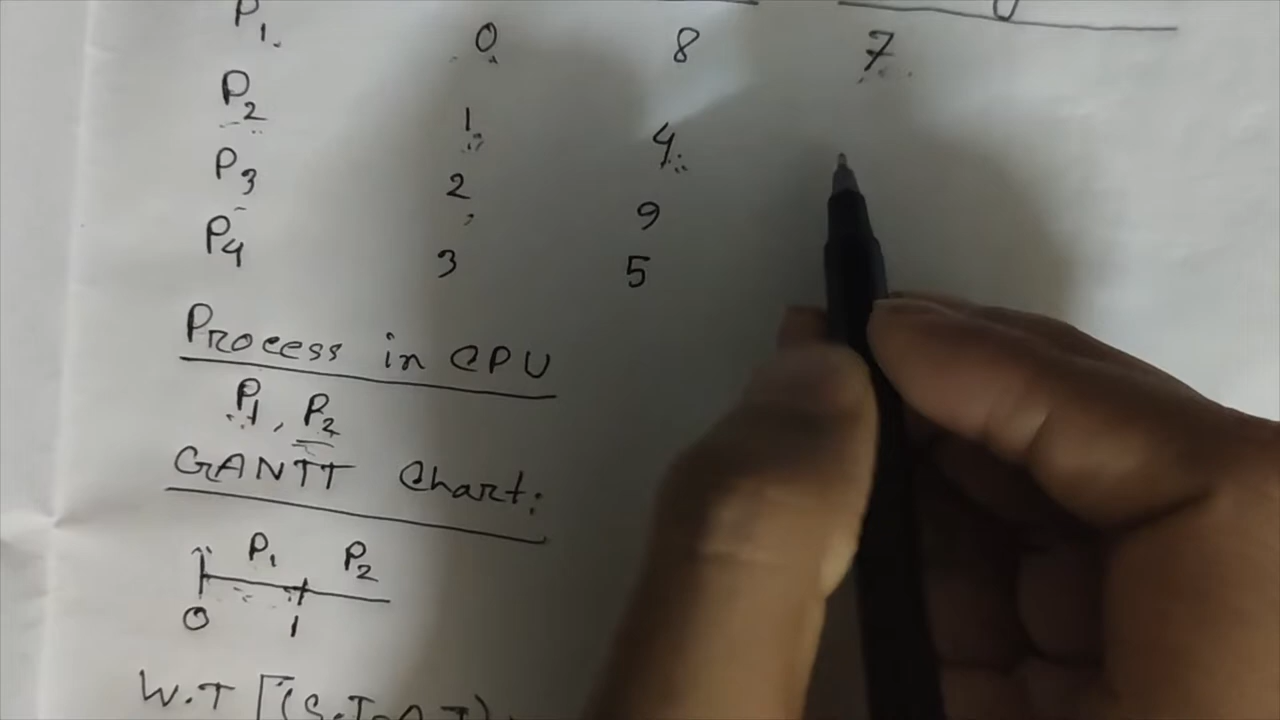 P1 0 8 7
P2 1 4
P3 2 9
P4 3 5
Process in CPU
P1, P2
GANTT Chart:
P1 P2
0 1
W.T [(S.T-A.T)